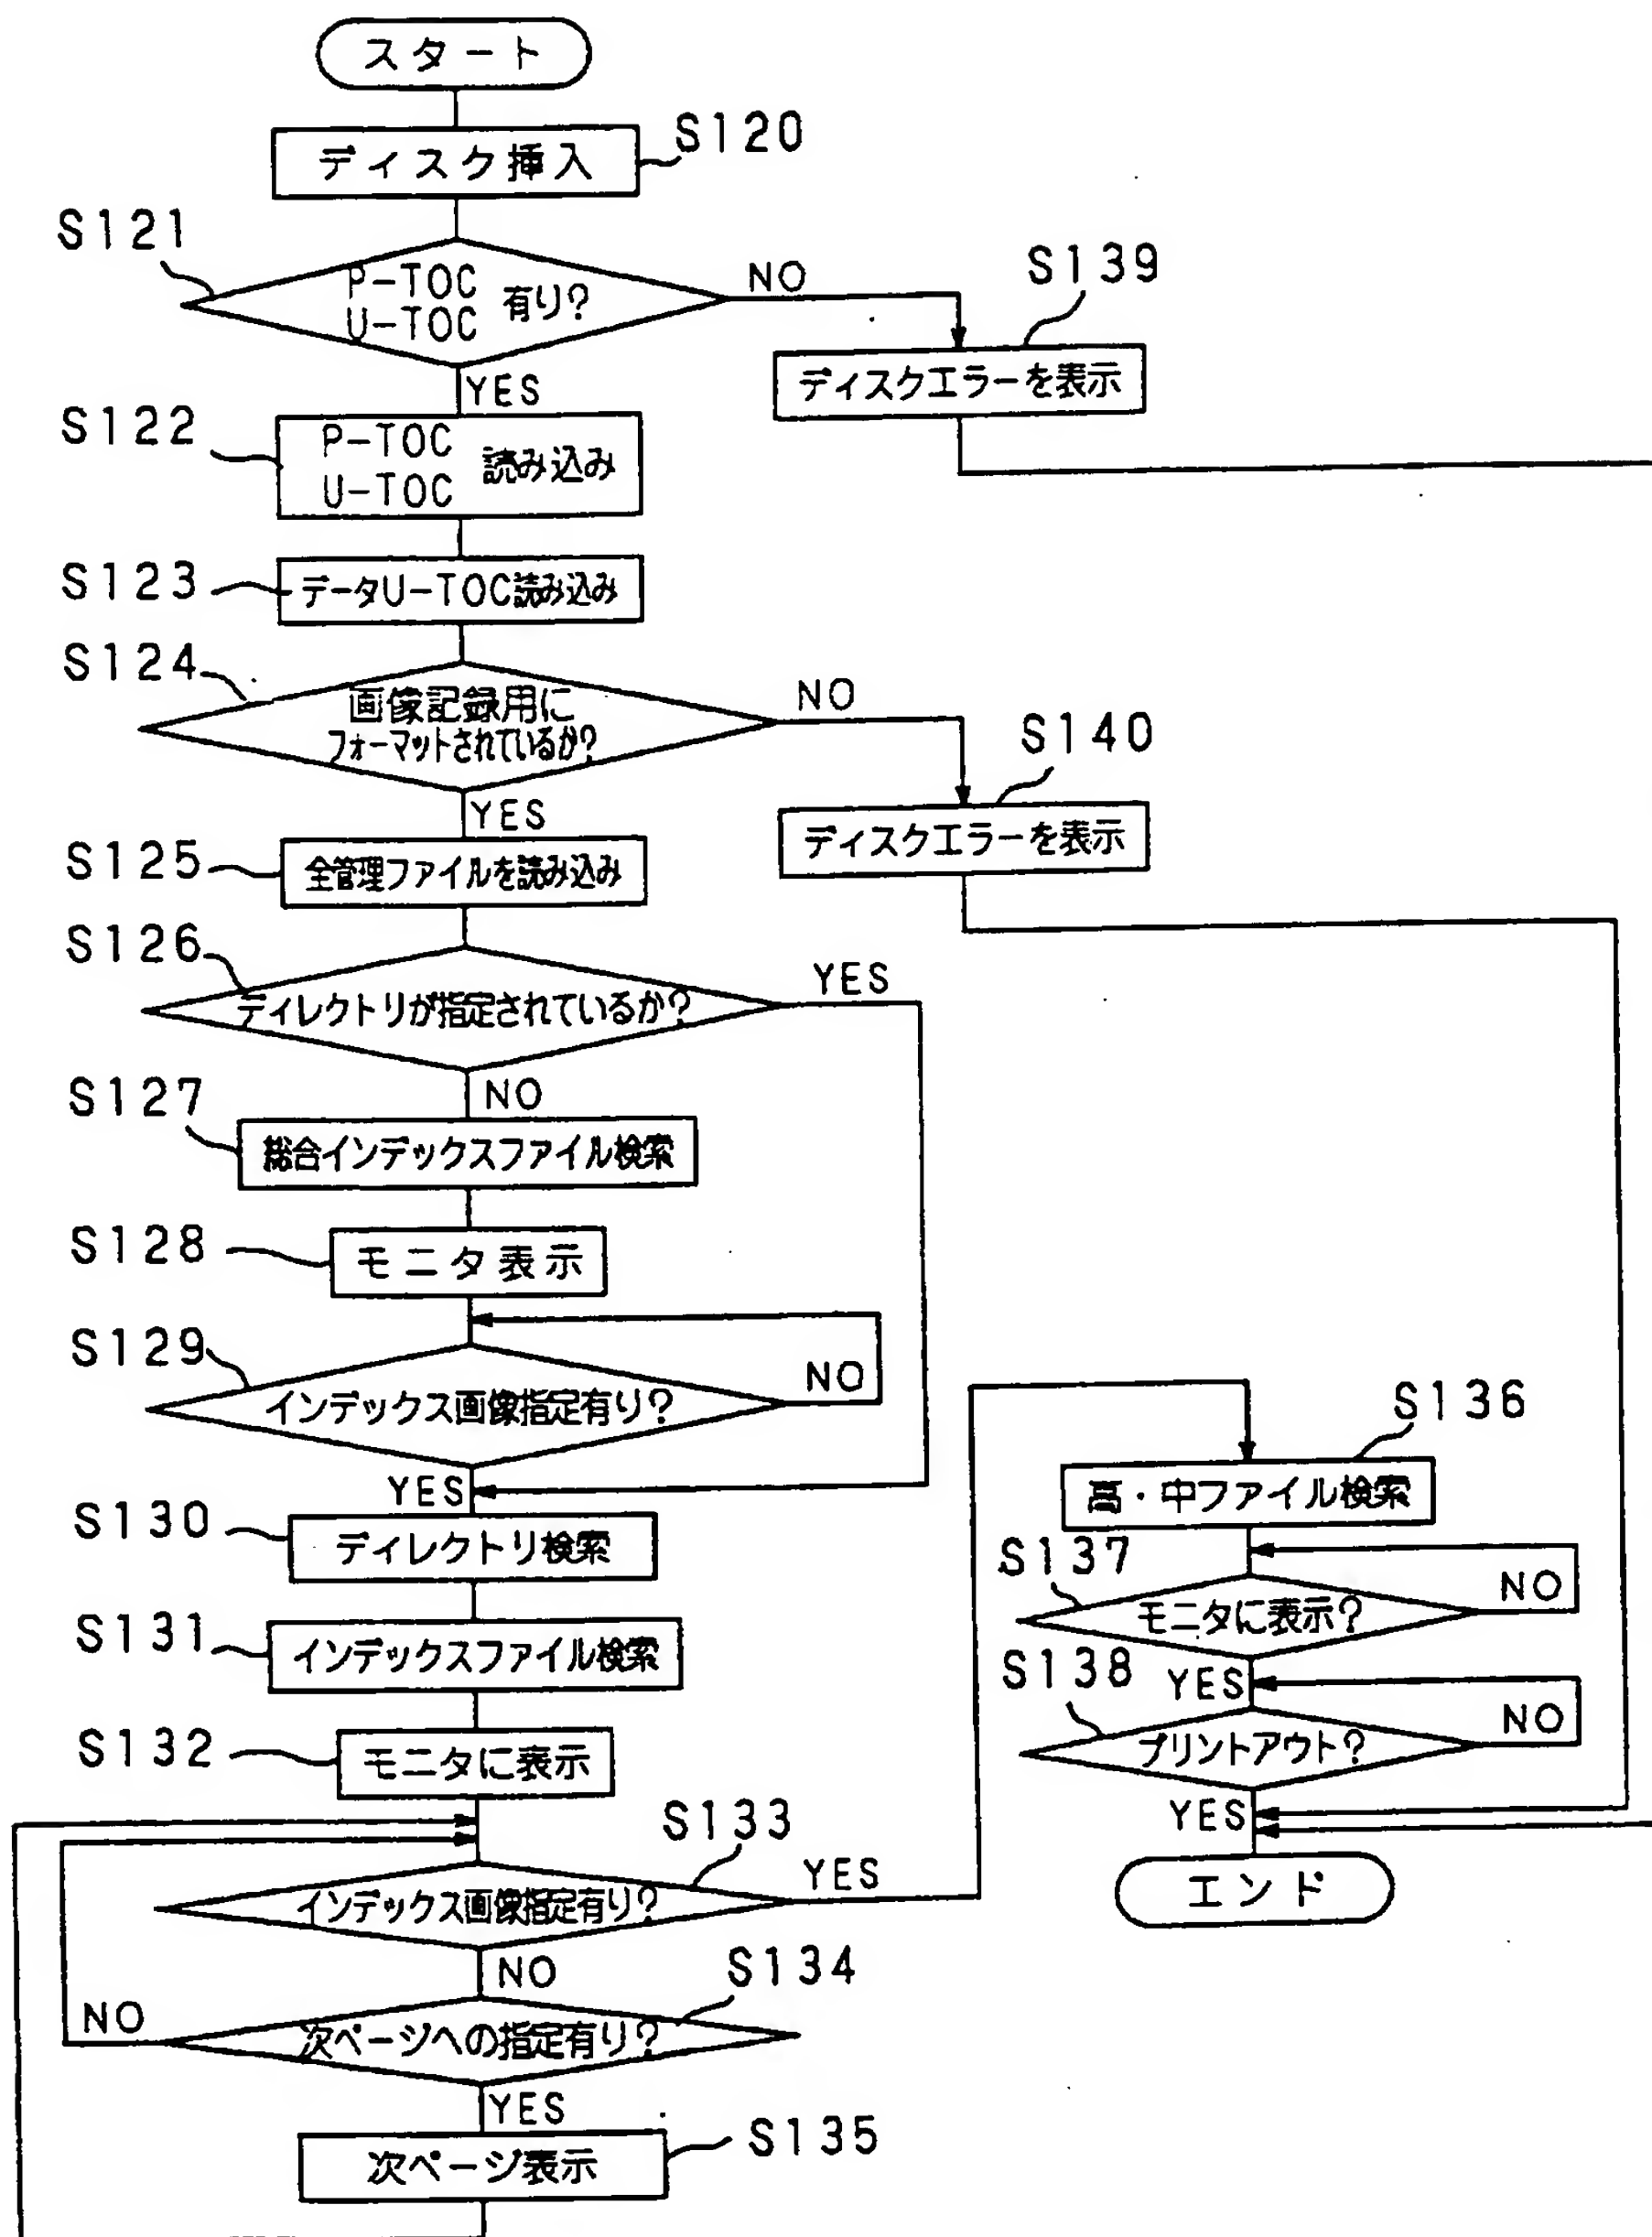 スタート
S120
ディスク挿入
S121
P-TOC
U-TOC
有り?
NO
S139
ディスクエラーを表示
YES
S122
P-TOC
U-TOC
読み込み
S123
データU-TOC読み込み
S124
画像記録用に
フォーマットされているか?
NO
S140
ディスクエラーを表示
YES
S125
全管理ファイルを読み込み
S126
ディレクトリが指定されているか?
YES
NO
S127
総合インデックスファイル検索
S128
モニタ表示
S129
インデックス画像指定有り?
NO
YES
S130
ディレクトリ検索
S131
インデックスファイル検索
S132
モニタに表示
S133
インデックス画像指定有り?
YES
NO
S134
次ページへの指定有り?
NO
YES
S135
次ページ表示
S136
高・中ファイル検索
S137
モニタに表示?
NO
YES
S138
プリントアウト?
NO
YES
エンド